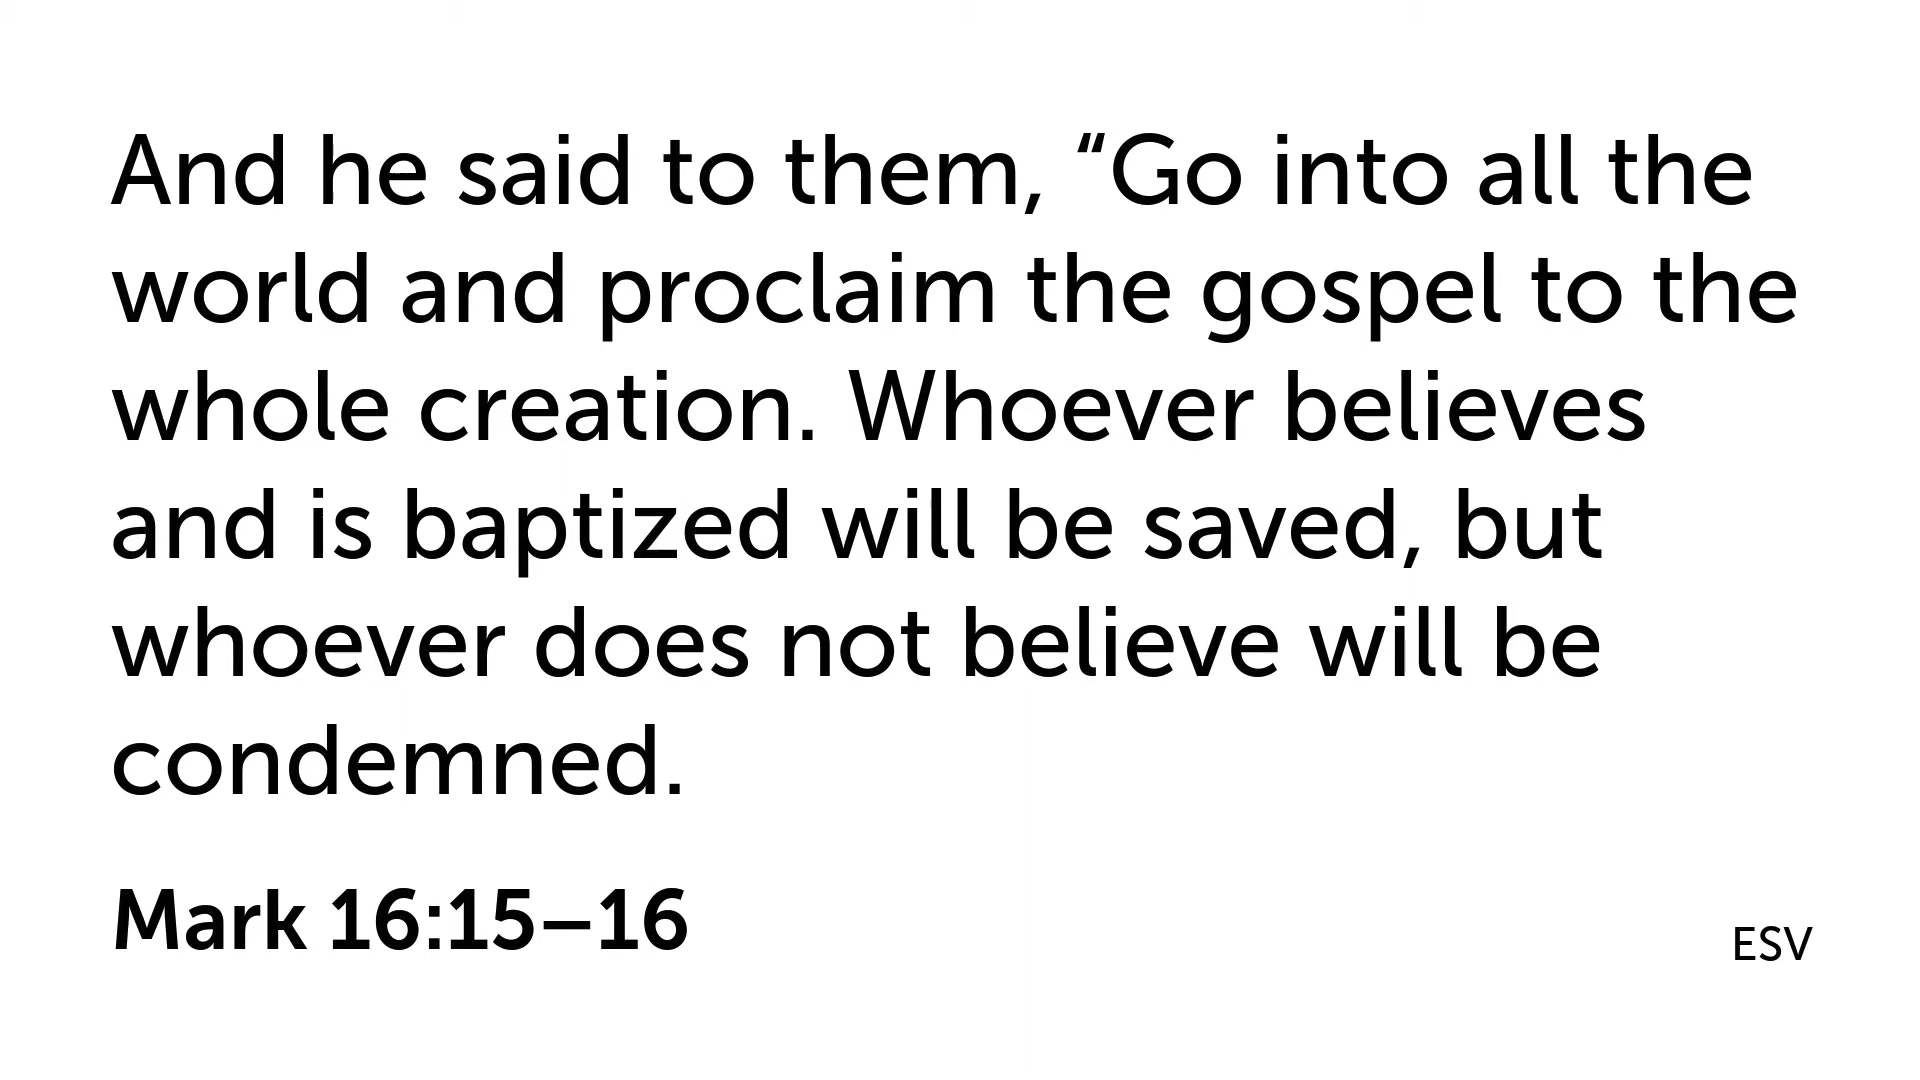 And he said to them, “Go into all the
world and proclaim the gospel to the
whole creation. Whoever believes
and is baptized will be saved, but
whoever does not believe will be
condemned.
Mark 16:15–16
ESV